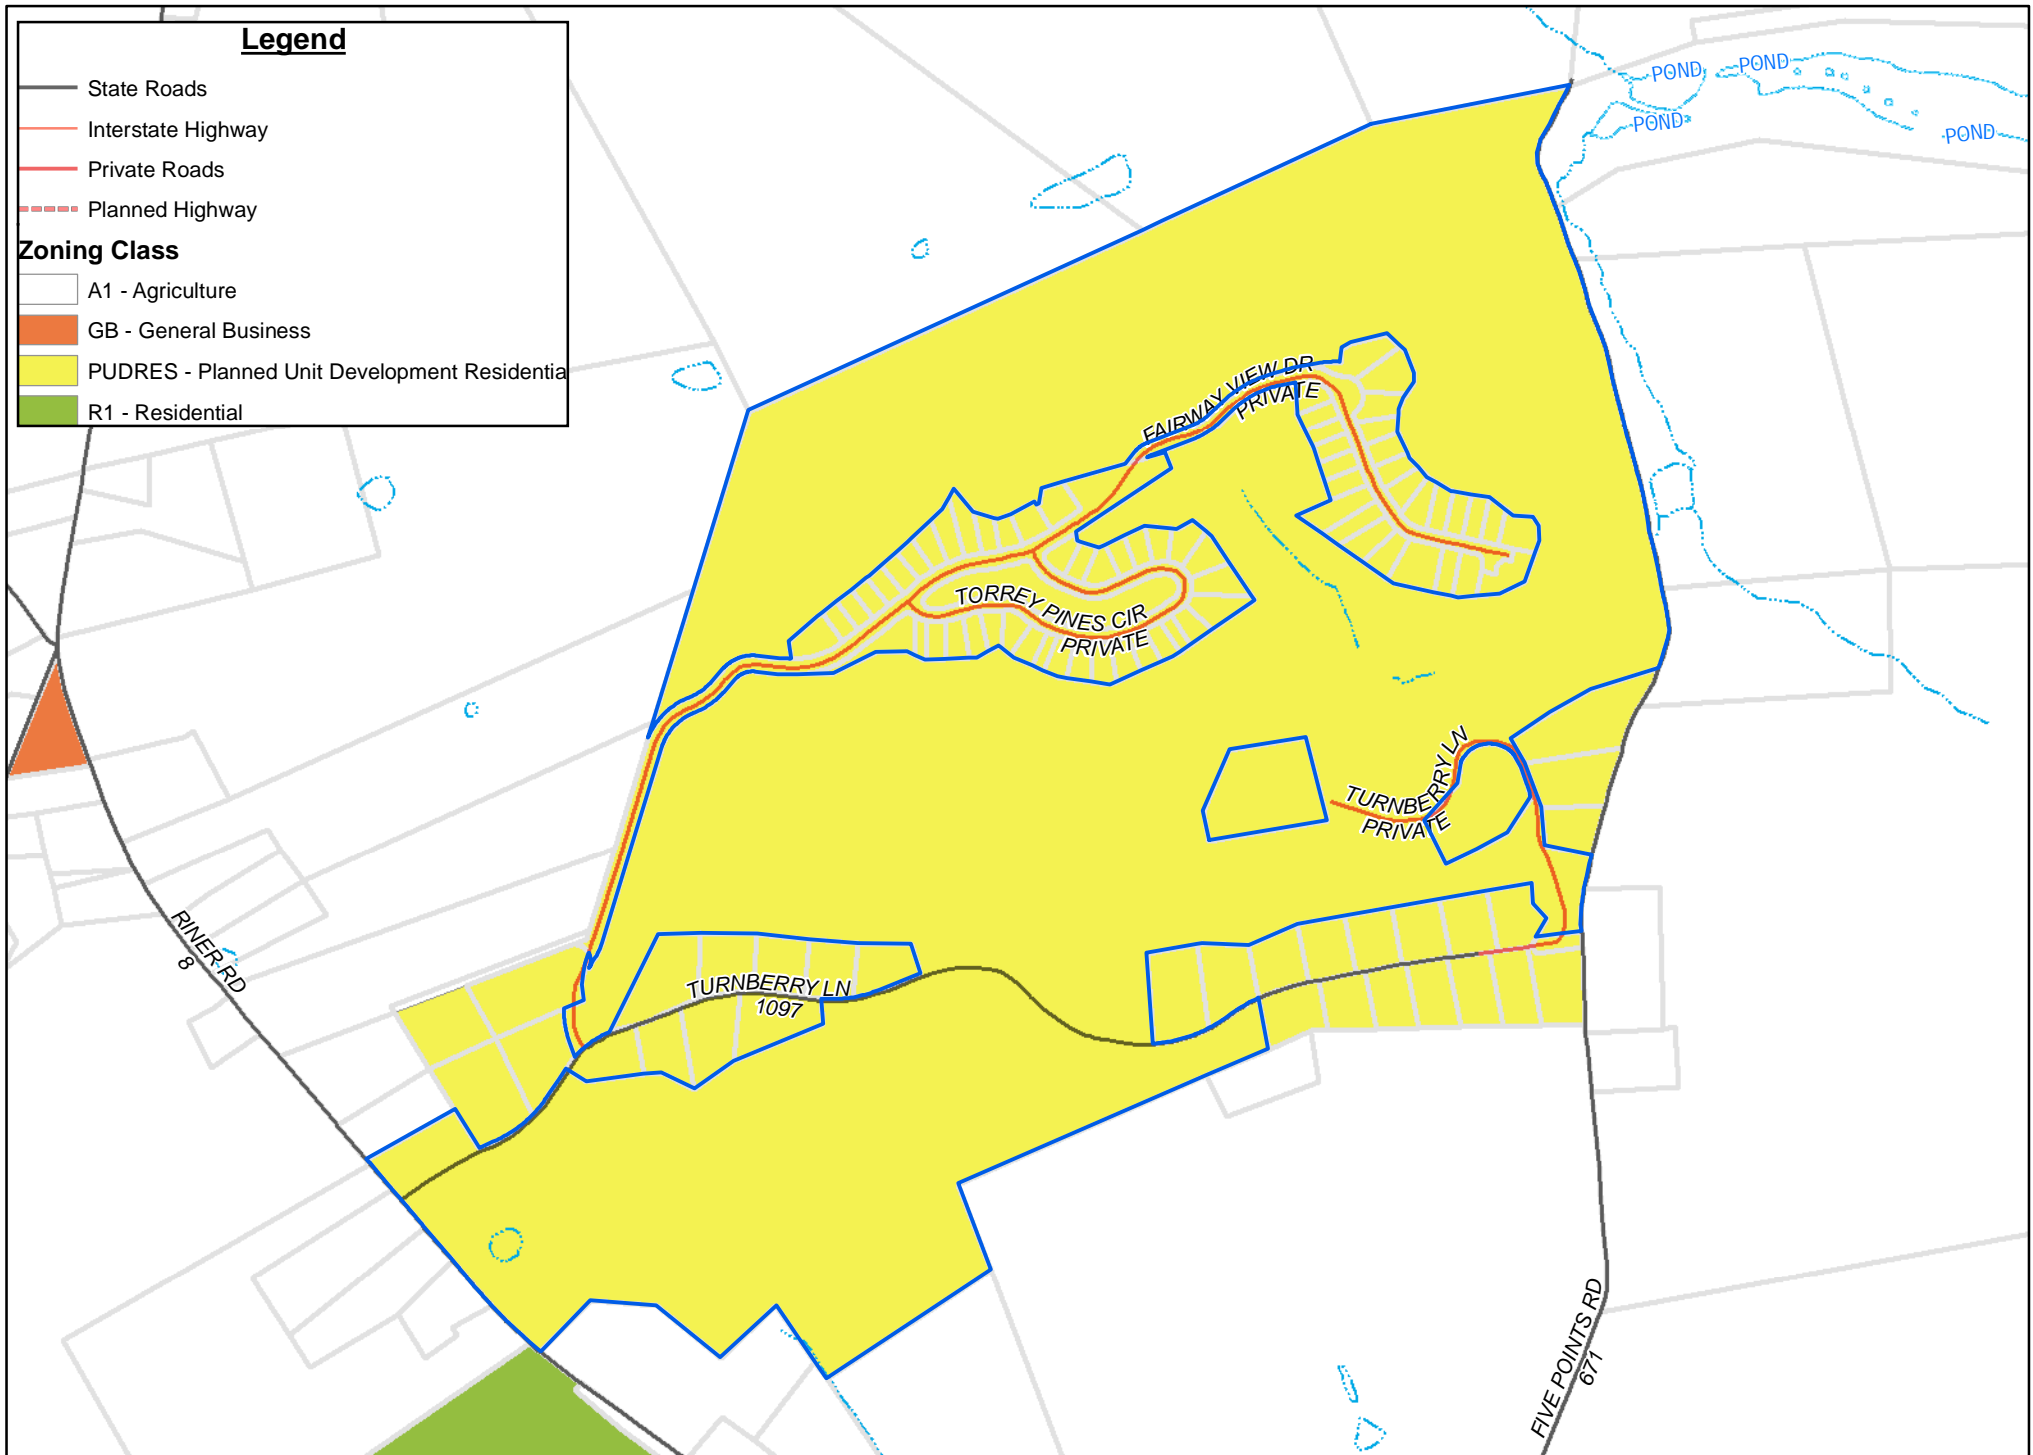 Legend
State Roads
Interstate Highway
Private Roads
Planned Highway
Zoning Class
A1 - Agriculture
GB - General Business
PUDRES - Planned Unit Development Residentia
R1 - Residential
POND
POND
POND
POND
FAIRWAY VIEW DR
PRIVATE
TORREY PINES CIR
PRIVATE
TURNBERRY LN
PRIVATE
RINER RD
8
TURNBERRY LN
1097
FIVE POINTS RD
671